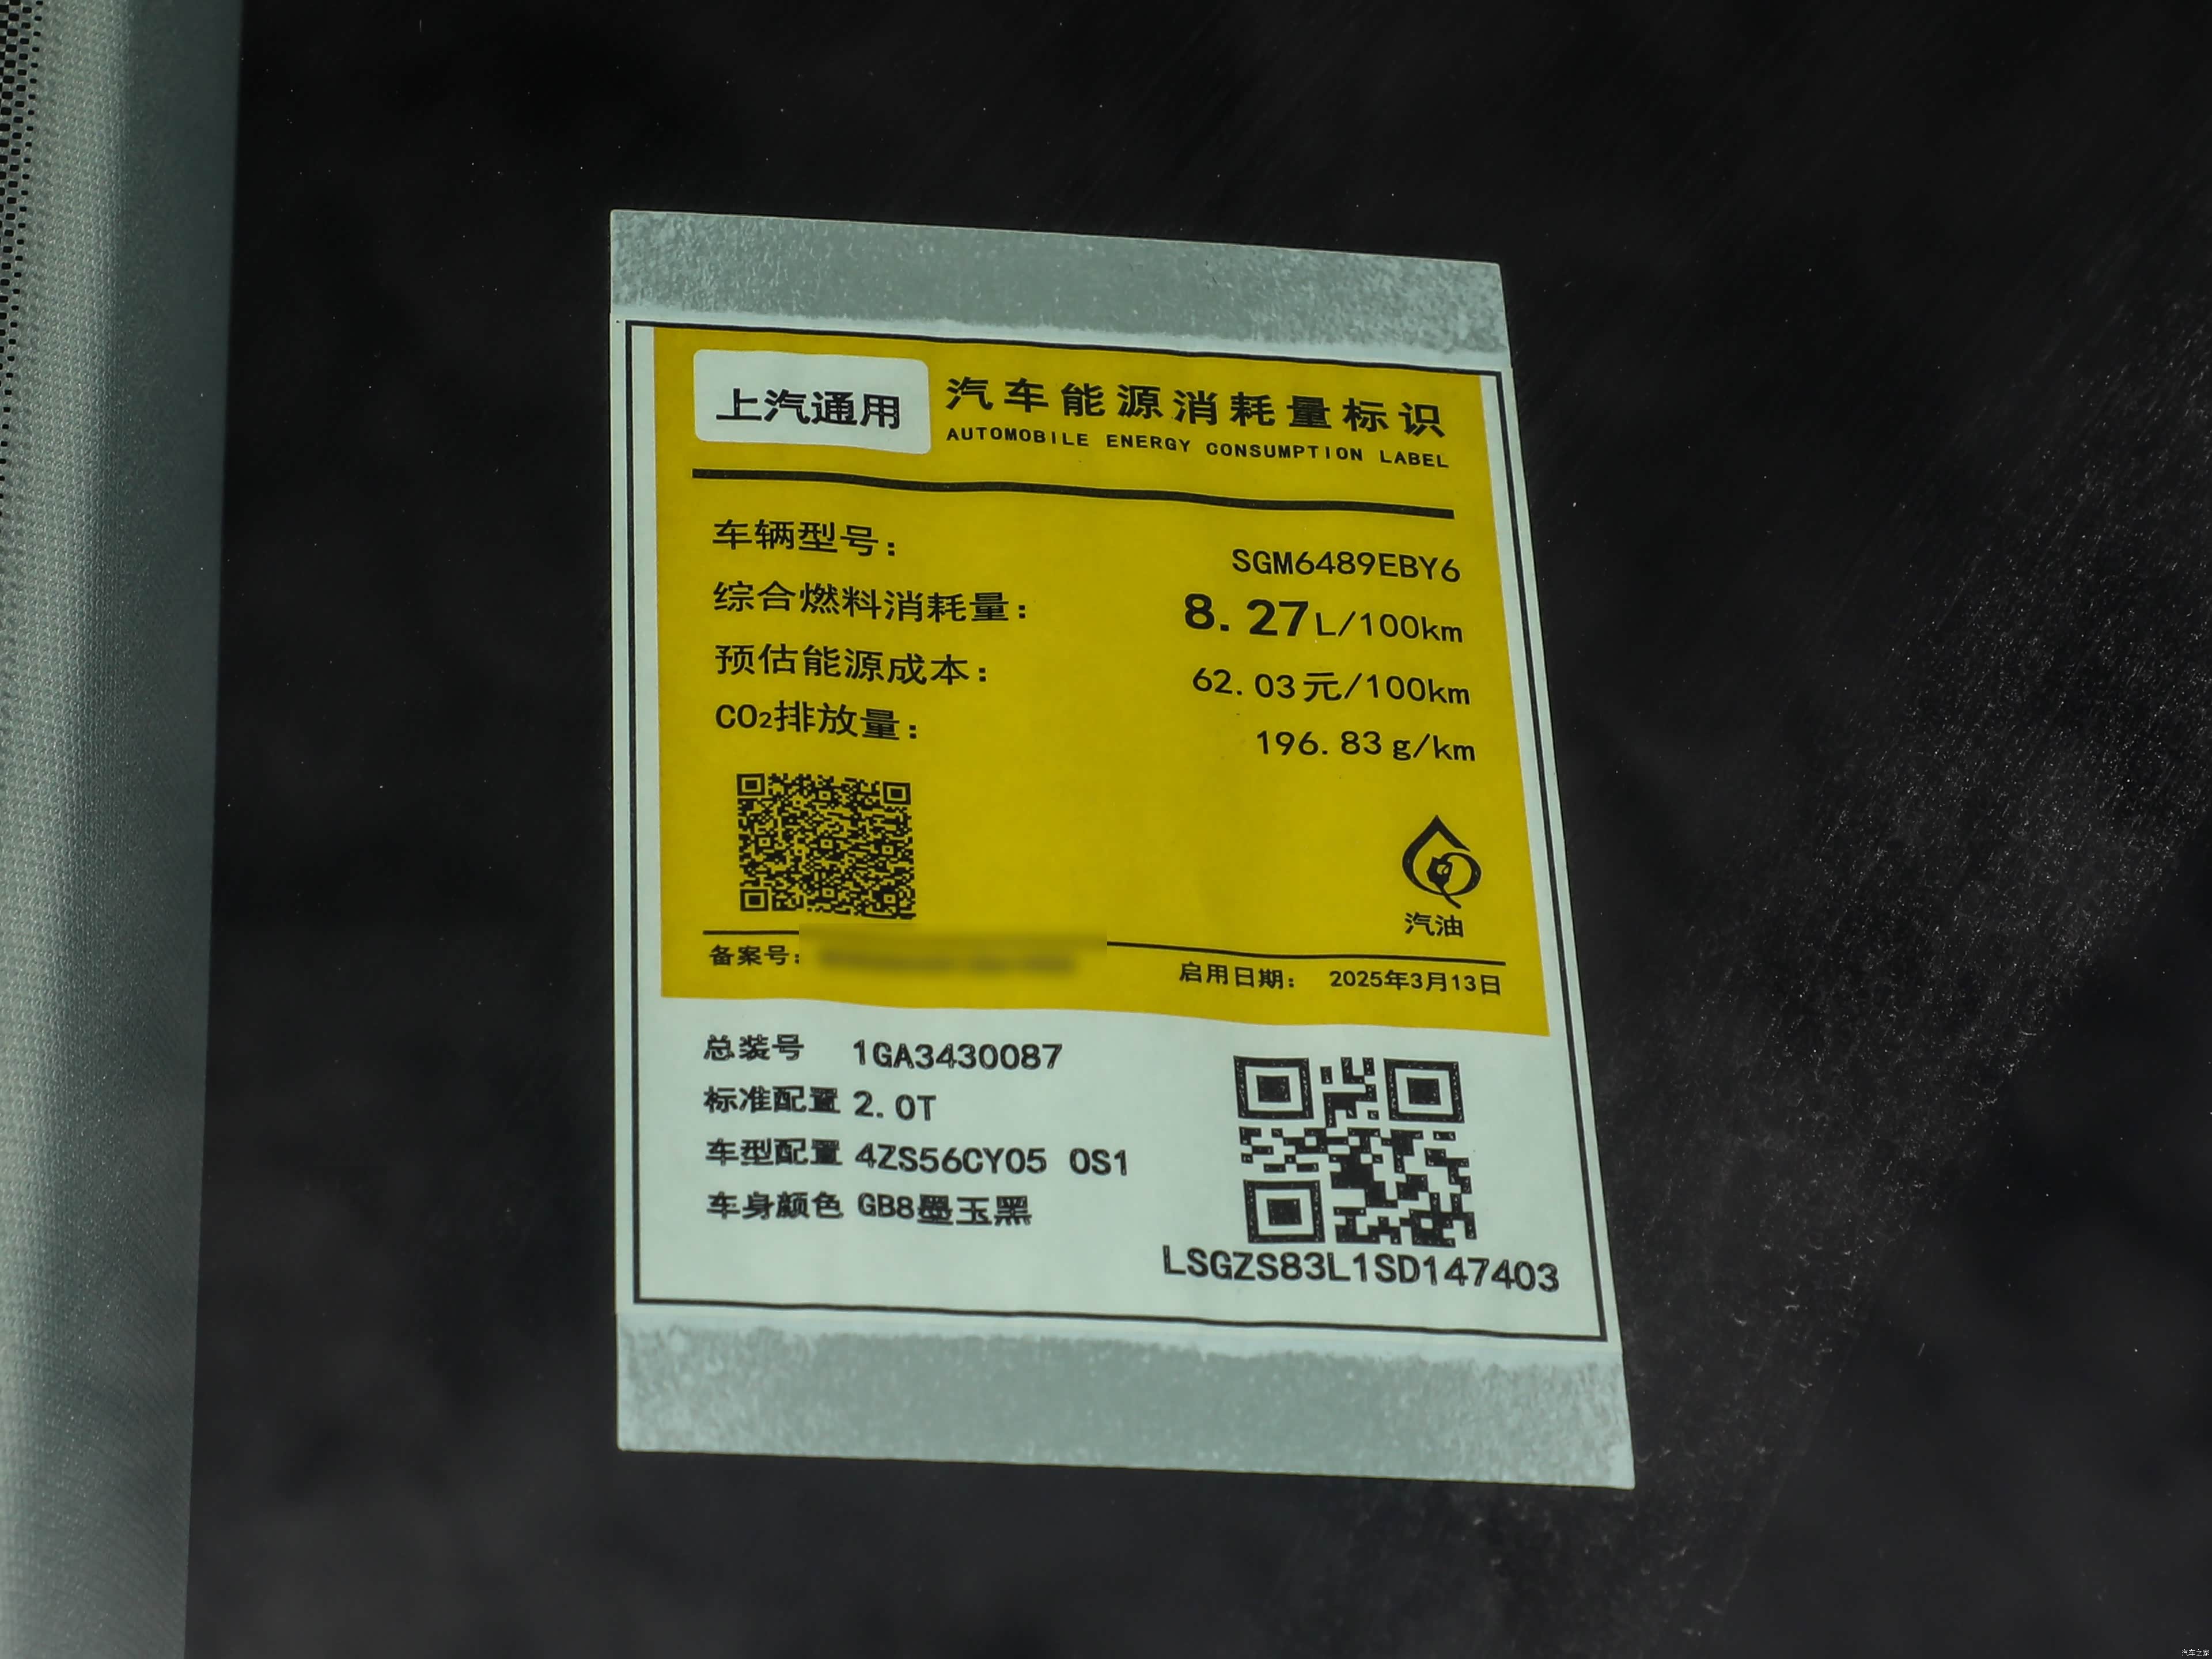 上汽通用
汽车能源消耗量标识
AUTOMOBILE ENERGY CONSUMPTION LABEL
车辆型号： SGM6489EBY6
综合燃料消耗量： 8.27L/100km
预估能源成本： 62.03元/100km
CO₂排放量： 196.83g/km
汽油
备案号：
启用日期： 2025年3月13日
总装号 1GA3430087
标准配置 2.0T
车型配置 4ZS56CY05 0S1
车身颜色 GB8墨玉黑
LSGZS83L1SD147403
汽车之家